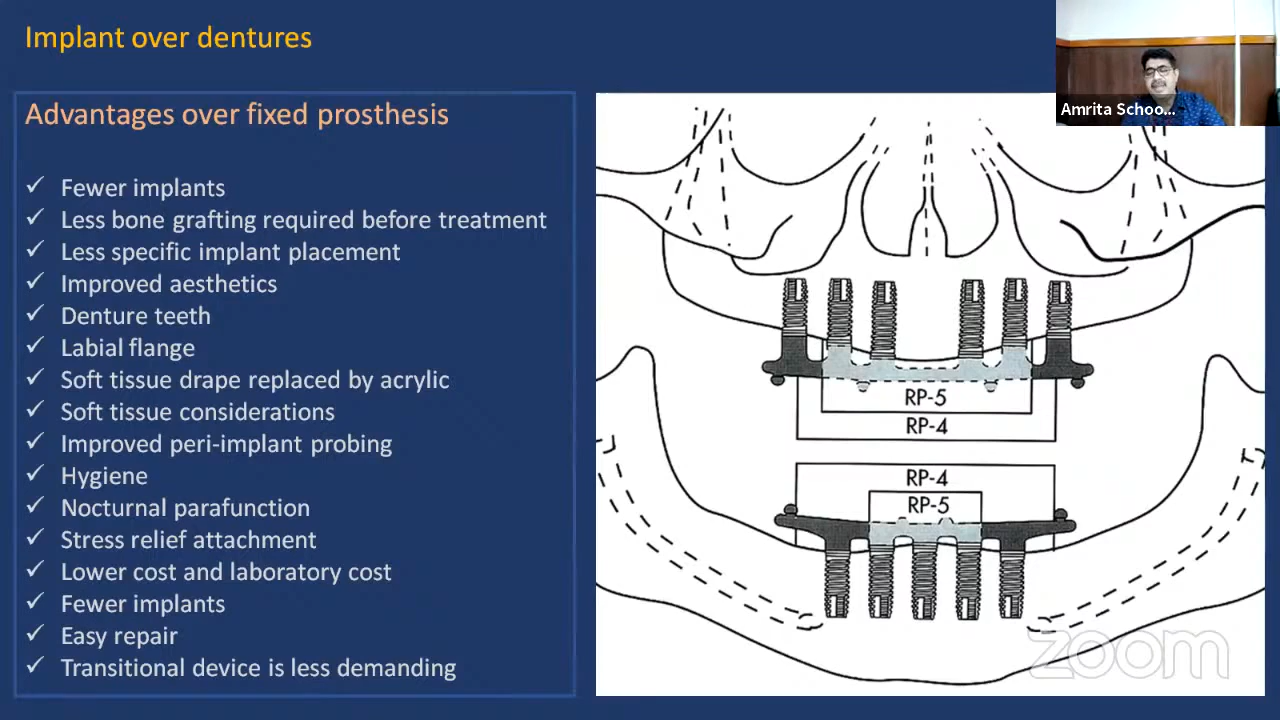 Implant over dentures
Amrita Schoo...
Advantages over fixed prosthesis
✓ Fewer implants
✓ Less bone grafting required before treatment
✓ Less specific implant placement
✓ Improved aesthetics
✓ Denture teeth
✓ Labial flange
✓ Soft tissue drape replaced by acrylic
✓ Soft tissue considerations
✓ Improved peri-implant probing
✓ Hygiene
✓ Nocturnal parafunction
✓ Stress relief attachment
✓ Lower cost and laboratory cost
✓ Fewer implants
✓ Easy repair
✓ Transitional device is less demanding
RP-5
RP-4
RP-4
RP-5
zoom